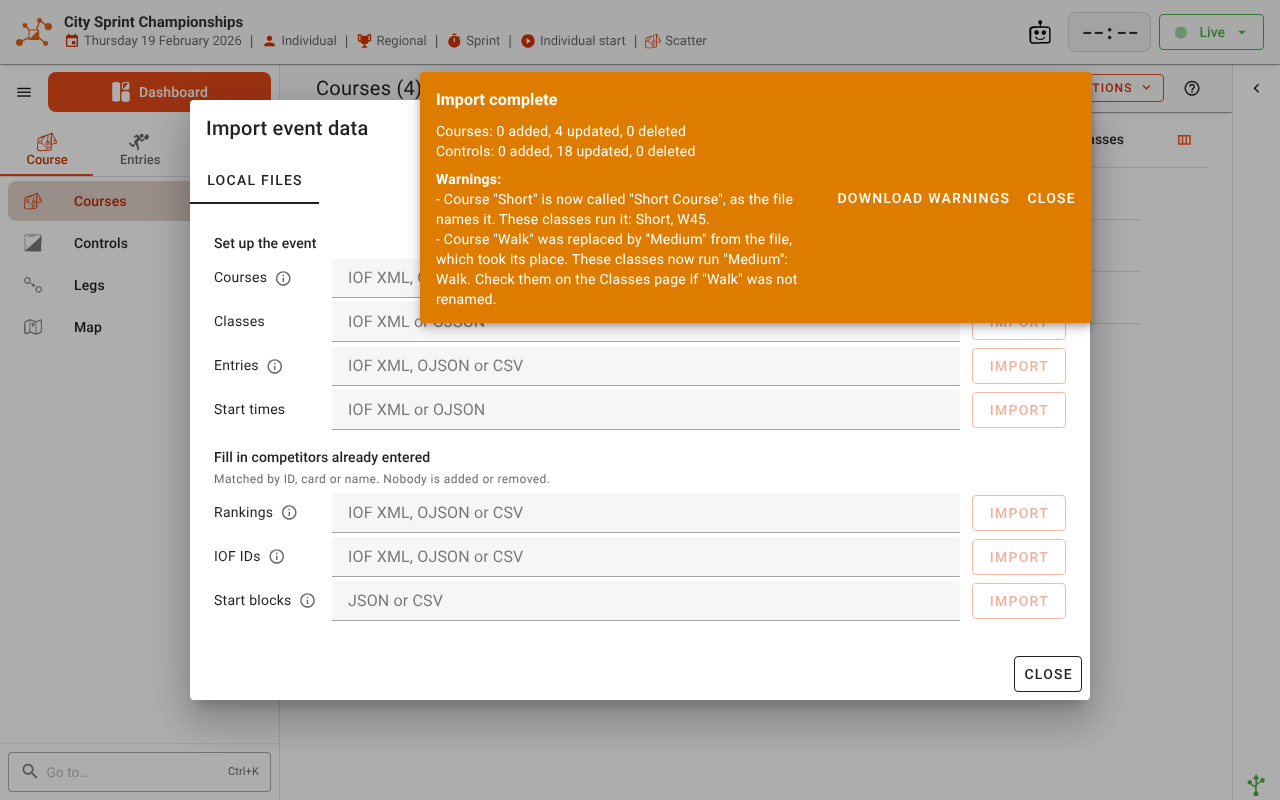 City Sprint Championships
Thursday 19 February 2026 | Individual | Regional | Sprint | Individual start | Scatter
--:--
Live
Dashboard
Courses (4)
TIONS
Course
Entries
sses
Courses
Controls
Legs
Map
Import event data
LOCAL FILES
Import complete
Courses: 0 added, 4 updated, 0 deleted
Controls: 0 added, 18 updated, 0 deleted
Warnings:
- Course "Short" is now called "Short Course", as the file
names it. These classes run it: Short, W45.
- Course "Walk" was replaced by "Medium" from the file,
which took its place. These classes now run "Medium":
Walk. Check them on the Classes page if "Walk" was not
renamed.
DOWNLOAD WARNINGS
CLOSE
Set up the event
Courses
IOF XML,
Classes
IOF XML or OJSON
IMPORT
Entries
IOF XML, OJSON or CSV
IMPORT
Start times
IOF XML or OJSON
IMPORT
Fill in competitors already entered
Matched by ID, card or name. Nobody is added or removed.
Rankings
IOF XML, OJSON or CSV
IMPORT
IOF IDs
IOF XML, OJSON or CSV
IMPORT
Start blocks
JSON or CSV
IMPORT
CLOSE
Go to...
Ctrl+K